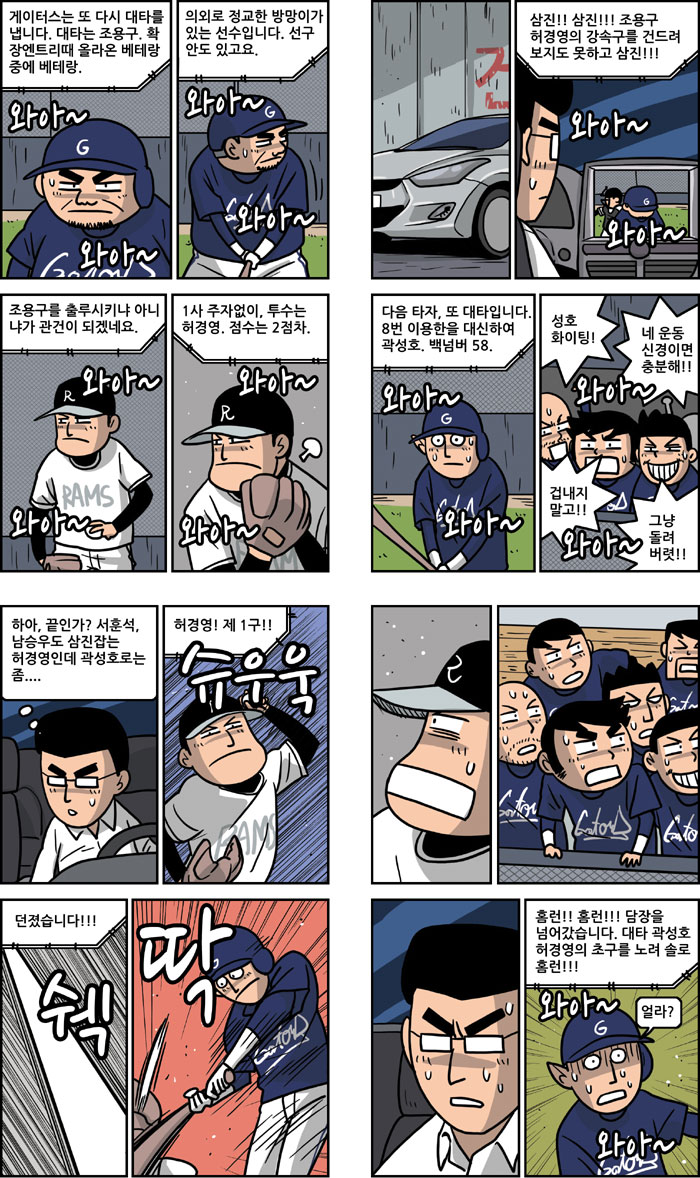 게이터스는 또 다시 대타를
냅니다. 대타는 조용구. 확
장엔트리때 올라온 베테랑
중에 베테랑.
와아~
G
와아~
Gators
의외로 정교한 방망이가
있는 선수입니다. 선구
안도 있고요.
와아~
와아~
조용구를 출루시키냐 아니
냐가 관건이 되겠네요.
와아~
R
RAMS
와아~
1사 주자없이, 투수는
허경영. 점수는 2점차.
와아~
R
와아~
삼진!! 삼진!!! 조용구
허경영의 강속구를 건드려
보지도 못하고 삼진!!!
와아~
G
와아~
다음 타자, 또 대타입니다.
8번 이용한을 대신하여
곽성호. 백넘버 58.
와아~
G
와아~
성호
화이팅!
네 운동
신경이면
충분해!!
와아~
겁내지
말고!!
그냥
돌려
버렷!!
와아~
하아, 끝인가? 서훈석,
남승우도 삼진잡는
허경영인데 곽성호로는
좀....
허경영! 제 1구!!
슈우욱
RAMS
던졌습니다!!!
쉑
딱
Gators
Gators
Gators
Gators
홈런!! 홈런!!! 담장을
넘어갔습니다. 대타 곽성호
허경영의 초구를 노려 솔로
홈런!!!
와아~
얼라?
G
와아~